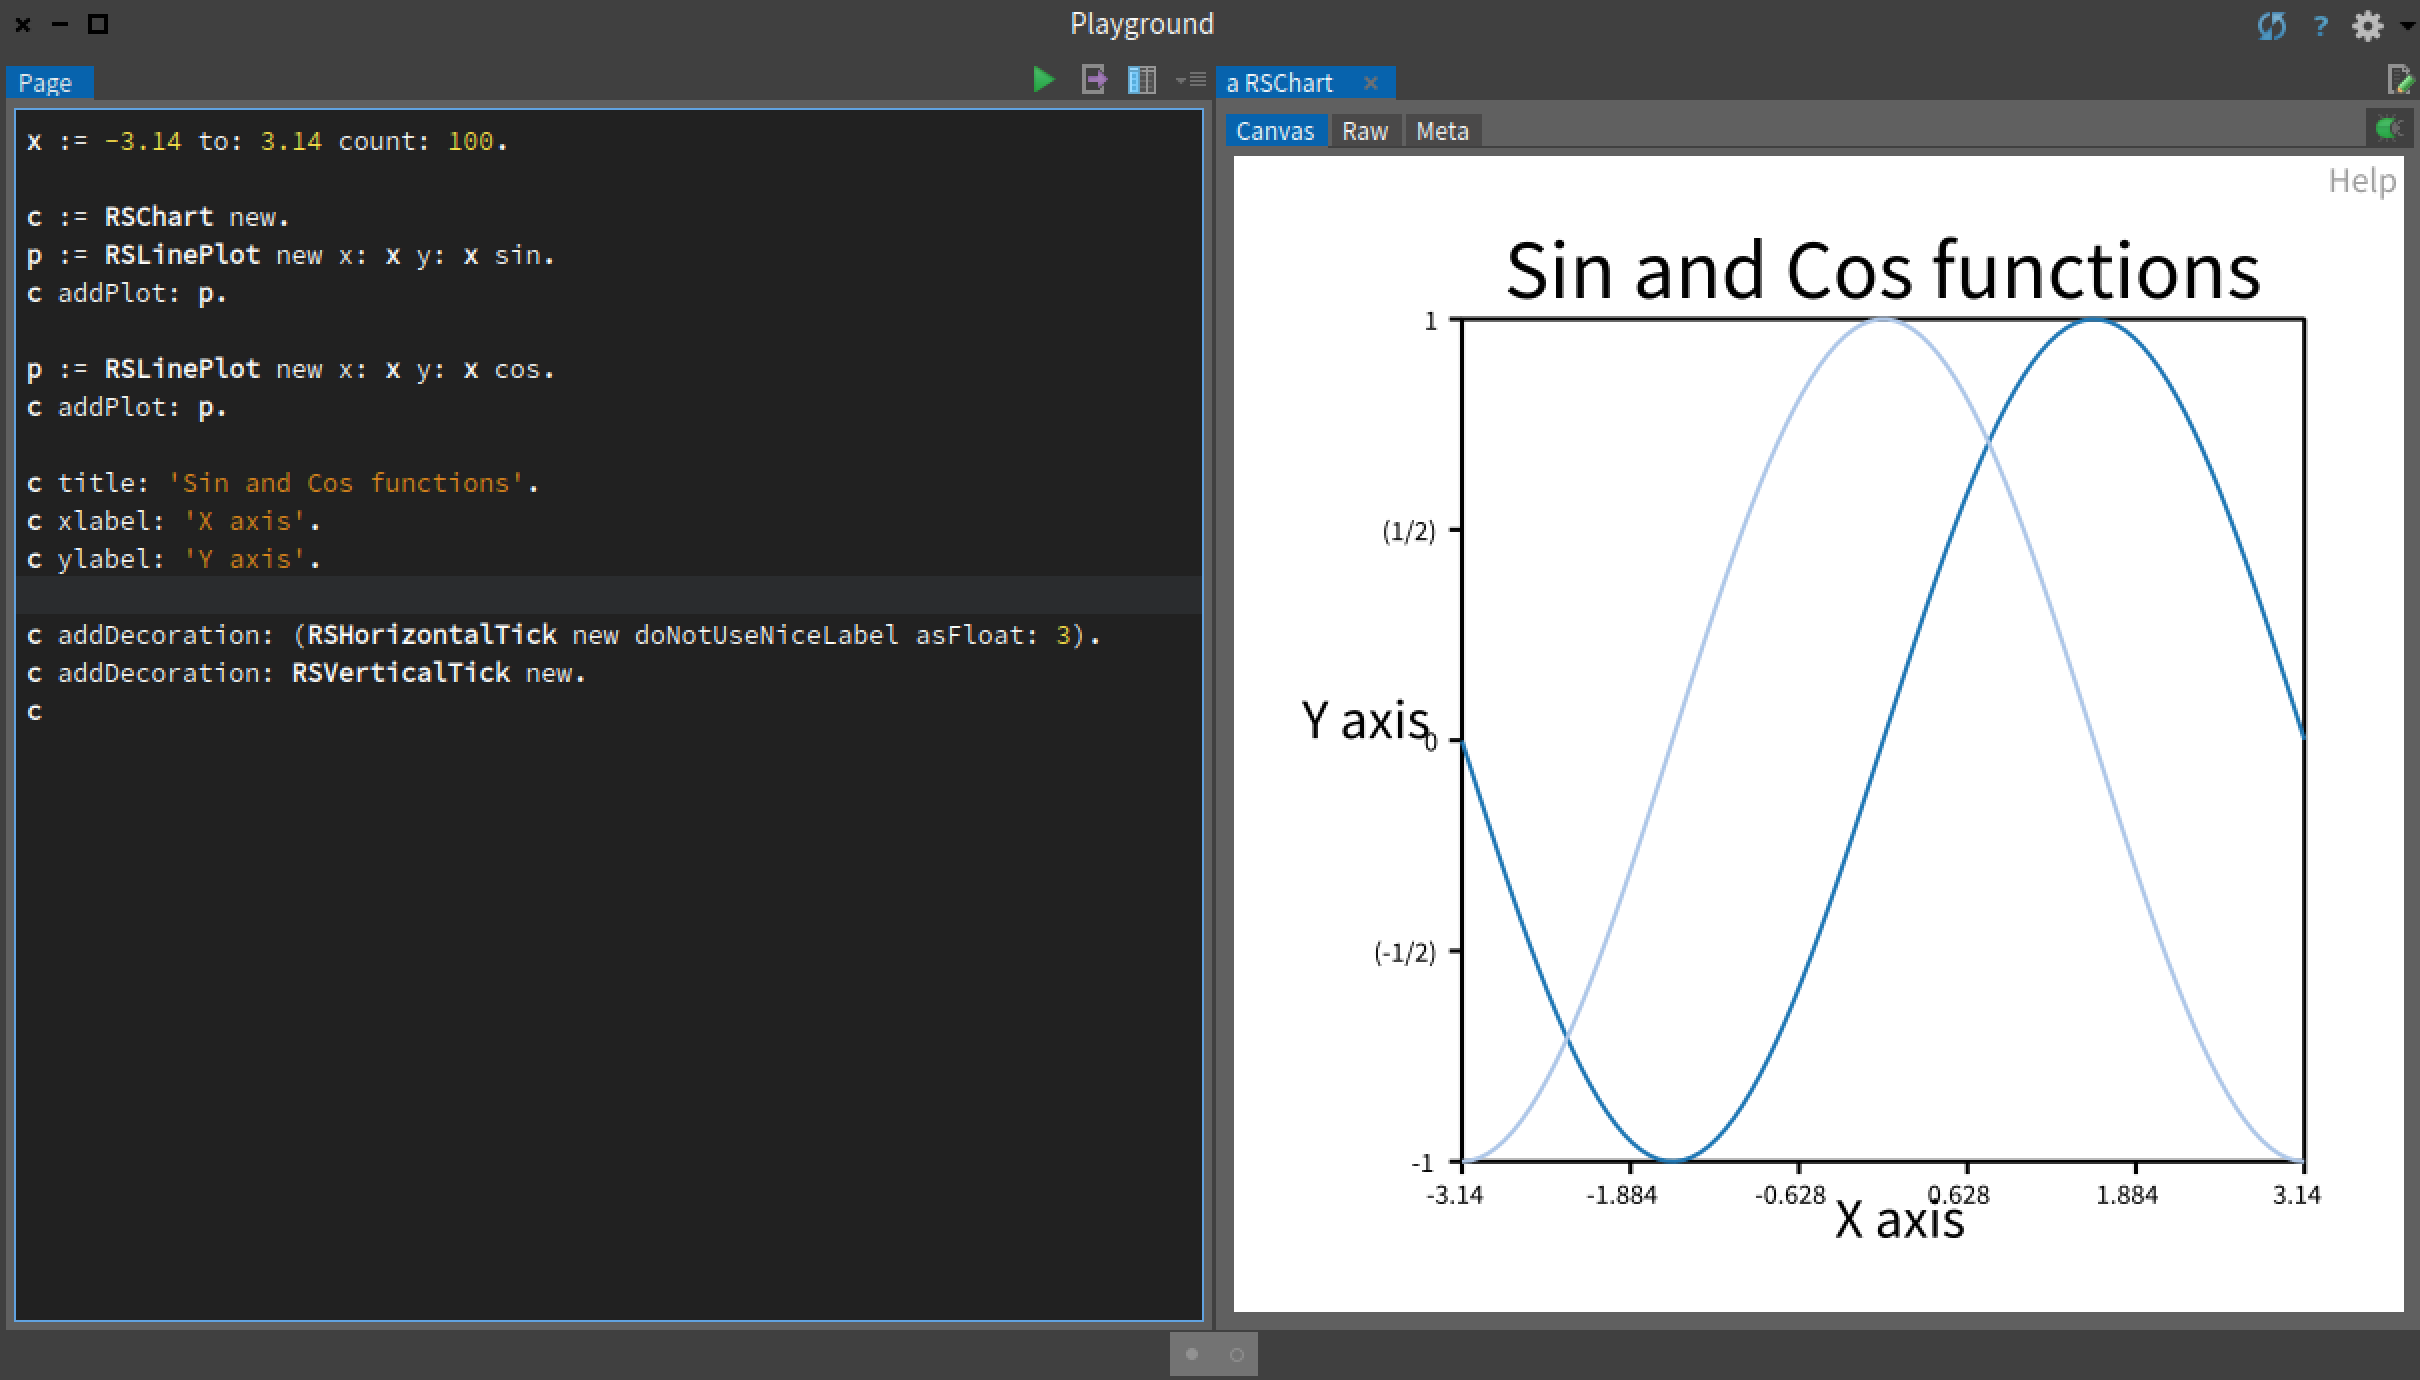 Playground
?
Page
a RSChart
x := -3.14 to: 3.14 count: 100.
c := RSChart new.
p := RSLinePlot new x: x y: x sin.
c addPlot: p.
p := RSLinePlot new x: x y: x cos.
c addPlot: p.
c title: 'Sin and Cos functions'.
c xlabel: 'X axis'.
c ylabel: 'Y axis'.
c addDecoration: (RSHorizontalTick new doNotUseNiceLabel asFloat: 3).
c addDecoration: RSVerticalTick new.
c
Canvas Raw Meta
Help
Sin and Cos functions
1
(1/2)
Y axis
0
(-1/2)
-1
-3.14 -1.884 -0.628 0.628 1.884 3.14
X axis